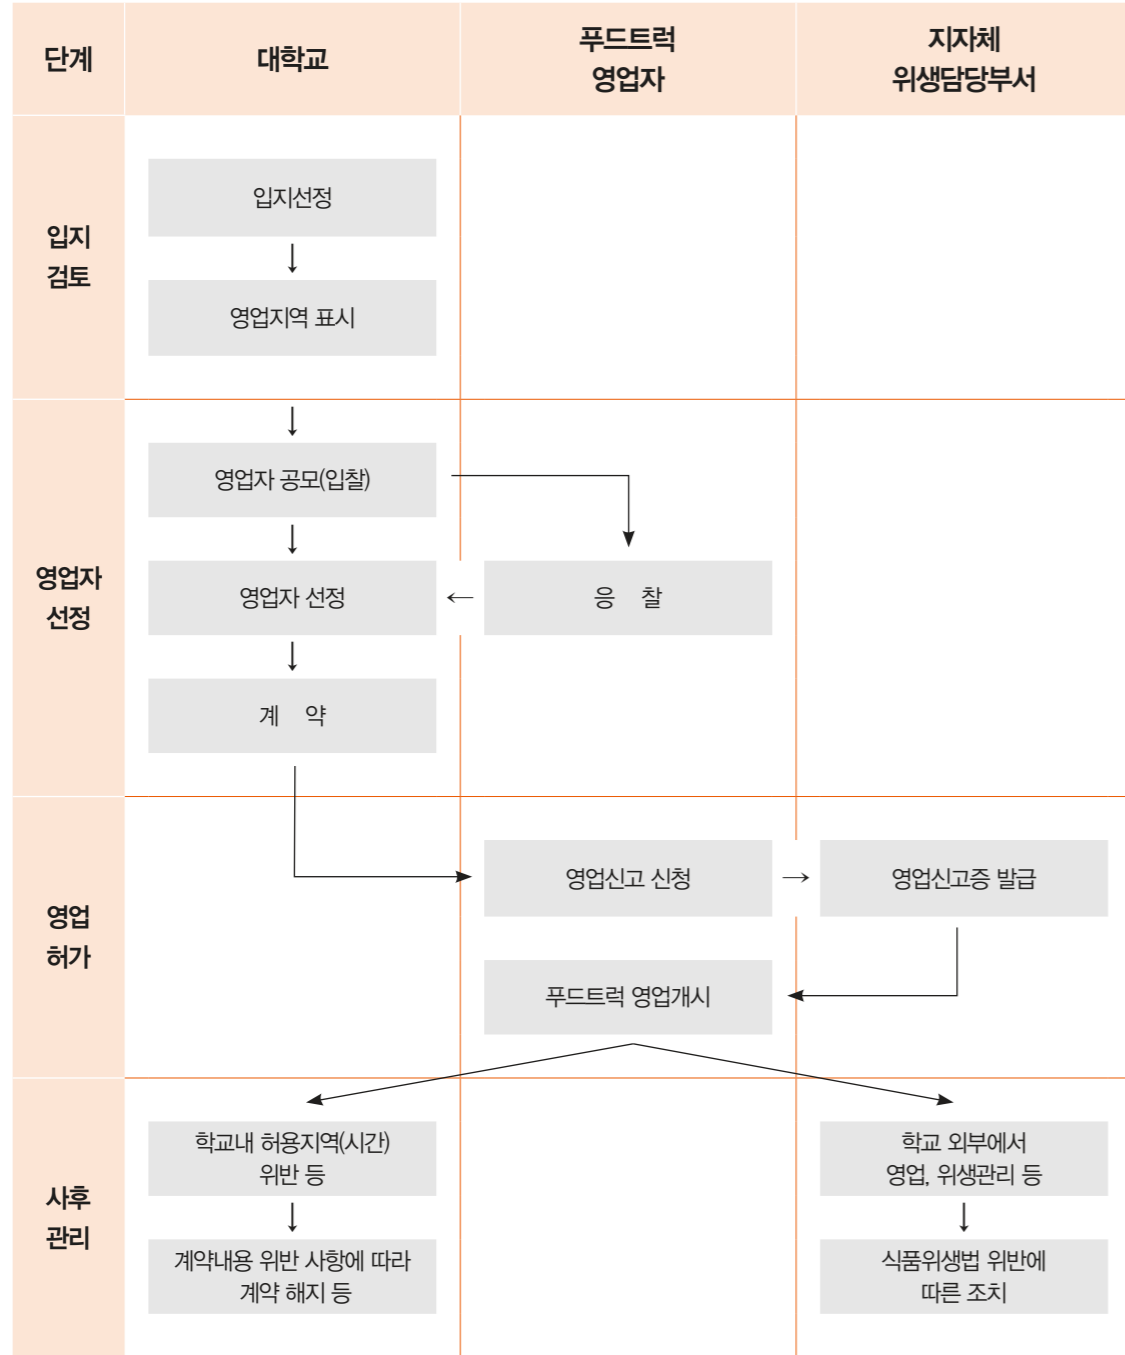 단계
대학교
푸드트럭
영업자
지자체
위생담당부서
입지
검토
입지선정
↓
영업지역 표시
↓
영업자
선정
영업자 공모(입찰)
↓
영업자 선정
←
응 찰
↓
계 약
영업
허가
영업신고 신청
→
영업신고증 발급
푸드트럭 영업개시
사후
관리
학교내 허용지역(시간)
위반 등
↓
계약내용 위반 사항에 따라
계약 해지 등
학교 외부에서
영업, 위생관리 등
↓
식품위생법 위반에
따른 조치